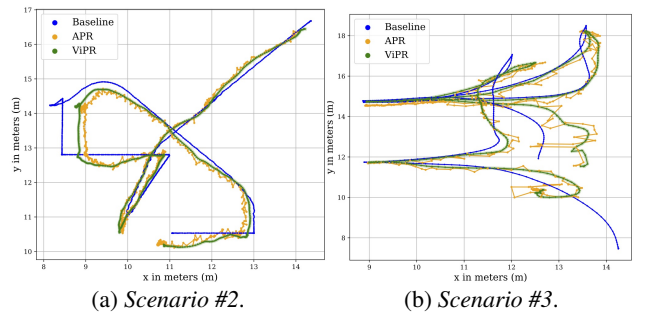 17
16
15
14
13
12
11
10
y in meters (m)
Baseline
APR
ViPR
8 9 10 11 12 13 14
x in meters (m)
(a) Scenario #2.
18
16
14
12
10
8
y in meters (m)
Baseline
APR
ViPR
9 10 11 12 13 14
x in meters (m)
(b) Scenario #3.